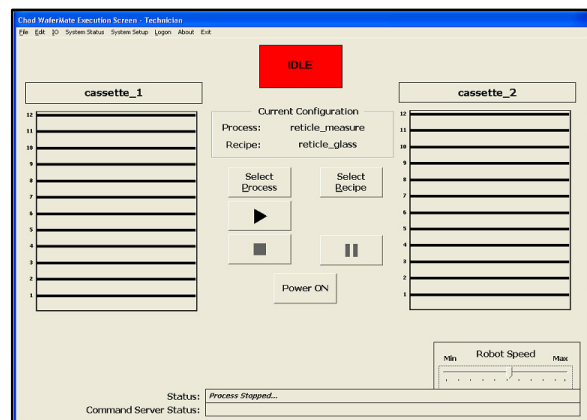 Chad WaferMate Execution Screen - Technician
File Edit IO System Status System Setup Logon About Exit
IDLE
cassette_1
cassette_2
Current Configuration
Process: reticle_measure
Recipe: reticle_glass
12
11
10
9
8
7
6
5
4
3
2
1
Select Process
Select Recipe
Power ON
12
11
10
9
8
7
6
5
4
3
2
1
Robot Speed
Min Max
Status: Process Stopped...
Command Server Status: